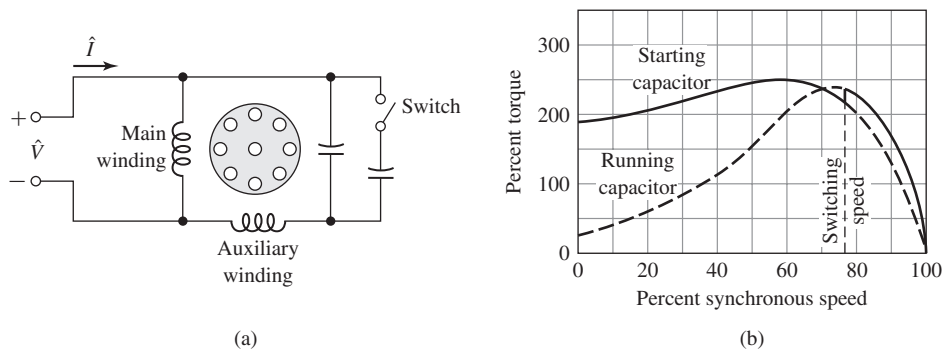 Î
+
V̂
−
Main
winding
Switch
Auxiliary
winding
(a)
Percent torque
300
200
100
0
Starting
capacitor
Running
capacitor
Switching
speed
0 20 40 60 80 100
Percent synchronous speed
(b)